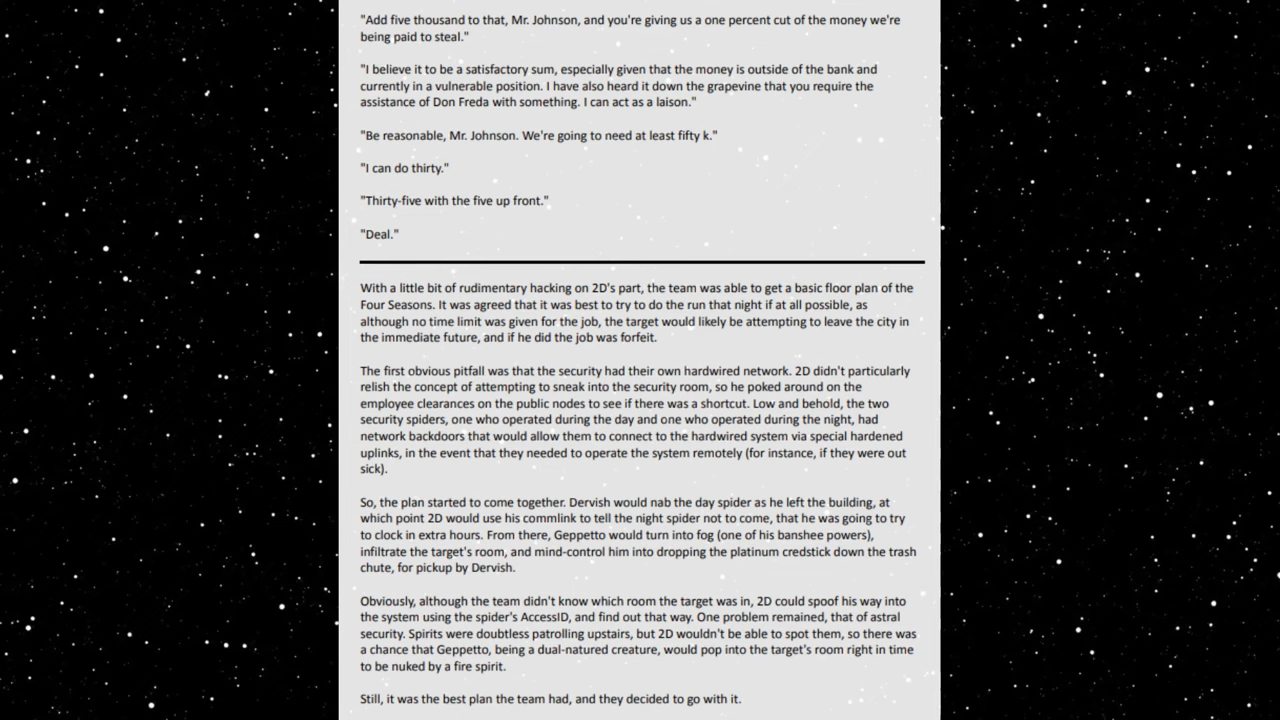 "Add five thousand to that, Mr. Johnson, and you're giving us a one percent cut of the money we're
being paid to steal."
"I believe it to be a satisfactory sum, especially given that the money is outside of the bank and
currently in a vulnerable position. I have also heard it down the grapevine that you require the
assistance of Don Freda with something. I can act as a laison."
"Be reasonable, Mr. Johnson. We're going to need at least fifty k."
"I can do thirty."
"Thirty-five with the five up front."
"Deal."
With a little bit of rudimentary hacking on 2D's part, the team was able to get a basic floor plan of the
Four Seasons. It was agreed that it was best to try to do the run that night if at all possible, as
although no time limit was given for the job, the target would likely be attempting to leave the city in
the immediate future, and if he did the job was forfeit.
The first obvious pitfall was that the security had their own hardwired network. 2D didn't particularly
relish the concept of attempting to sneak into the security room, so he poked around on the
employee clearances on the public nodes to see if there was a shortcut. Low and behold, the two
security spiders, one who operated during the day and one who operated during the night, had
network backdoors that would allow them to connect to the hardwired system via special hardened
uplinks, in the event that they needed to operate the system remotely (for instance, if they were out
sick).
So, the plan started to come together. Dervish would nab the day spider as he left the building, at
which point 2D would use his commlink to tell the night spider not to come, that he was going to try
to clock in extra hours. From there, Geppetto would turn into fog (one of his banshee powers),
infiltrate the target's room, and mind-control him into dropping the platinum credstick down the trash
chute, for pickup by Dervish.
Obviously, although the team didn't know which room the target was in, 2D could spoof his way into
the system using the spider's AccessID, and find out that way. One problem remained, that of astral
security. Spirits were doubtless patrolling upstairs, but 2D wouldn't be able to spot them, so there was
a chance that Geppetto, being a dual-natured creature, would pop into the target's room right in time
to be nuked by a fire spirit.
Still, it was the best plan the team had, and they decided to go with it.